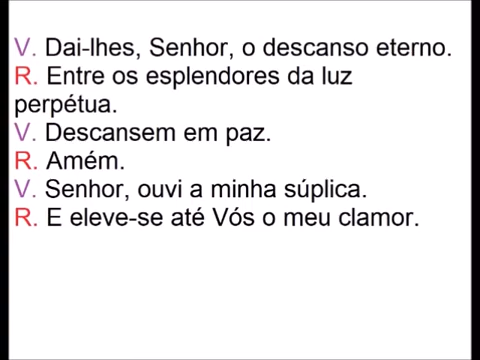 V. Dai-lhes, Senhor, o descanso eterno.
R. Entre os esplendores da luz
perpétua.
V. Descansem em paz.
R. Amém.
V. Senhor, ouvi a minha súplica.
R. E eleve-se até Vós o meu clamor.